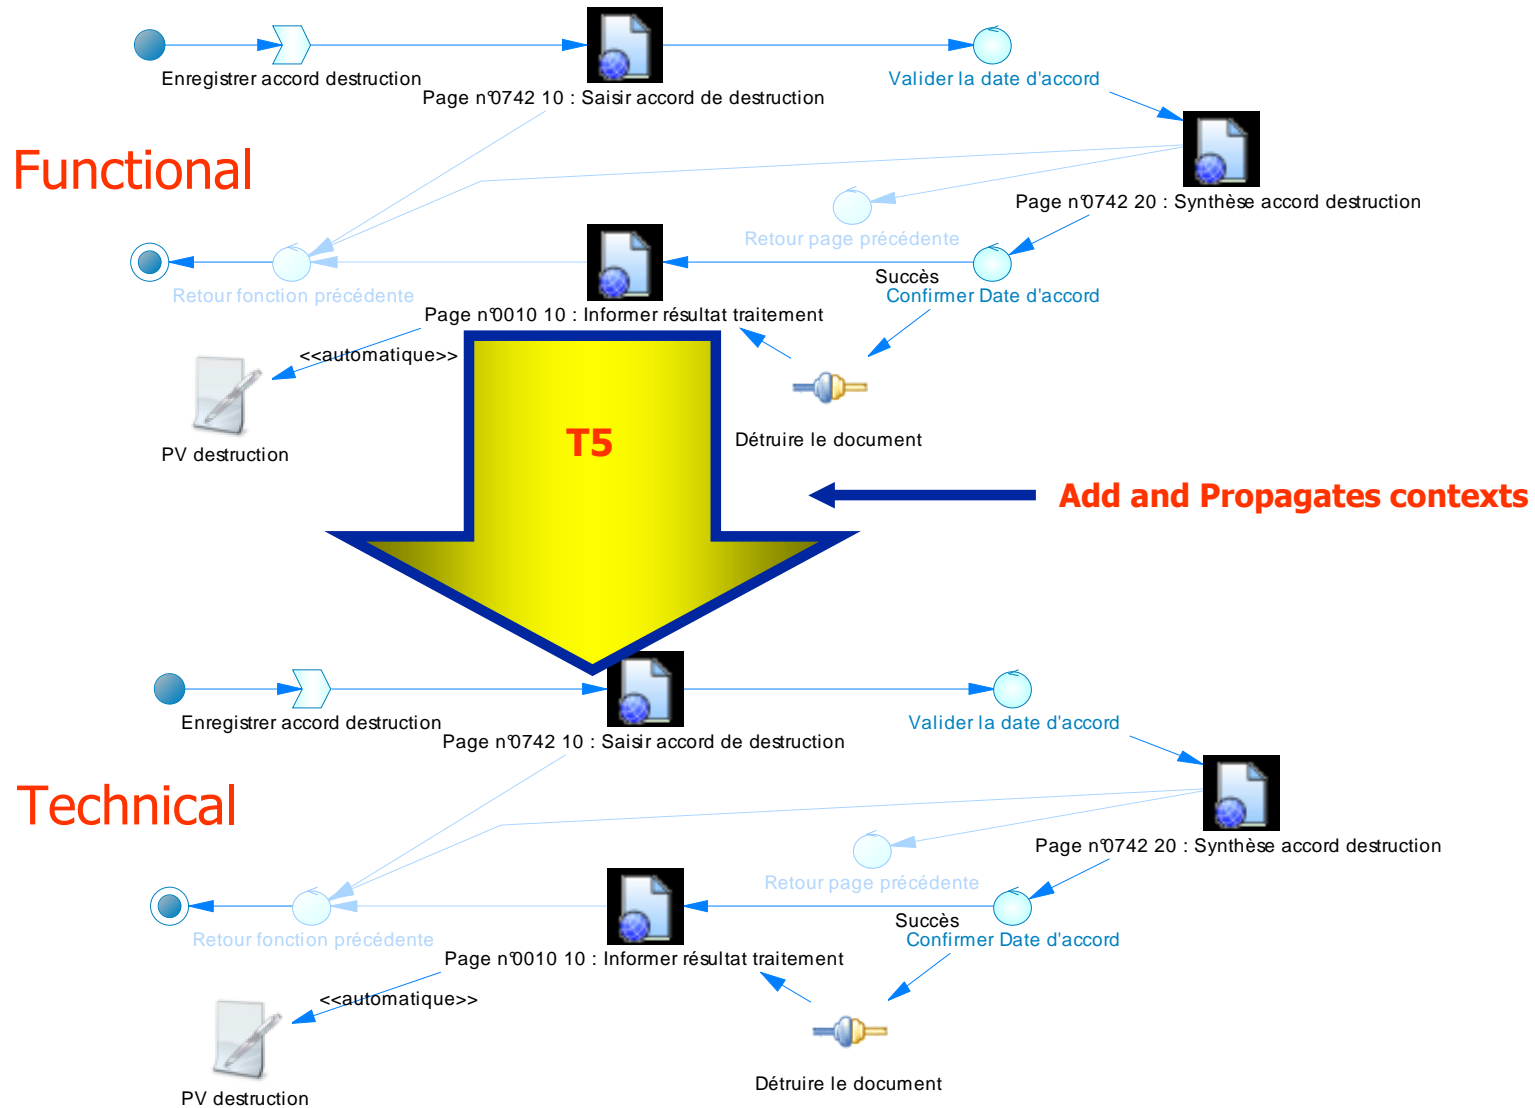 Enregistrer accord destruction
Page n°0742 10 : Saisir accord de destruction
Valider la date d'accord
Functional
Page n°0742 20 : Synthèse accord destruction
Retour page précédente
Succès
Confirmer Date d'accord
Retour fonction précédente
Page n°0010 10 : Informer résultat traitement
<<automatique>>
T5
Détruire le document
PV destruction
Add and Propagates contexts
Enregistrer accord destruction
Page n°0742 10 : Saisir accord de destruction
Valider la date d'accord
Technical
Page n°0742 20 : Synthèse accord destruction
Retour page précédente
Succès
Confirmer Date d'accord
Retour fonction précédente
Page n°0010 10 : Informer résultat traitement
<<automatique>>
Détruire le document
PV destruction